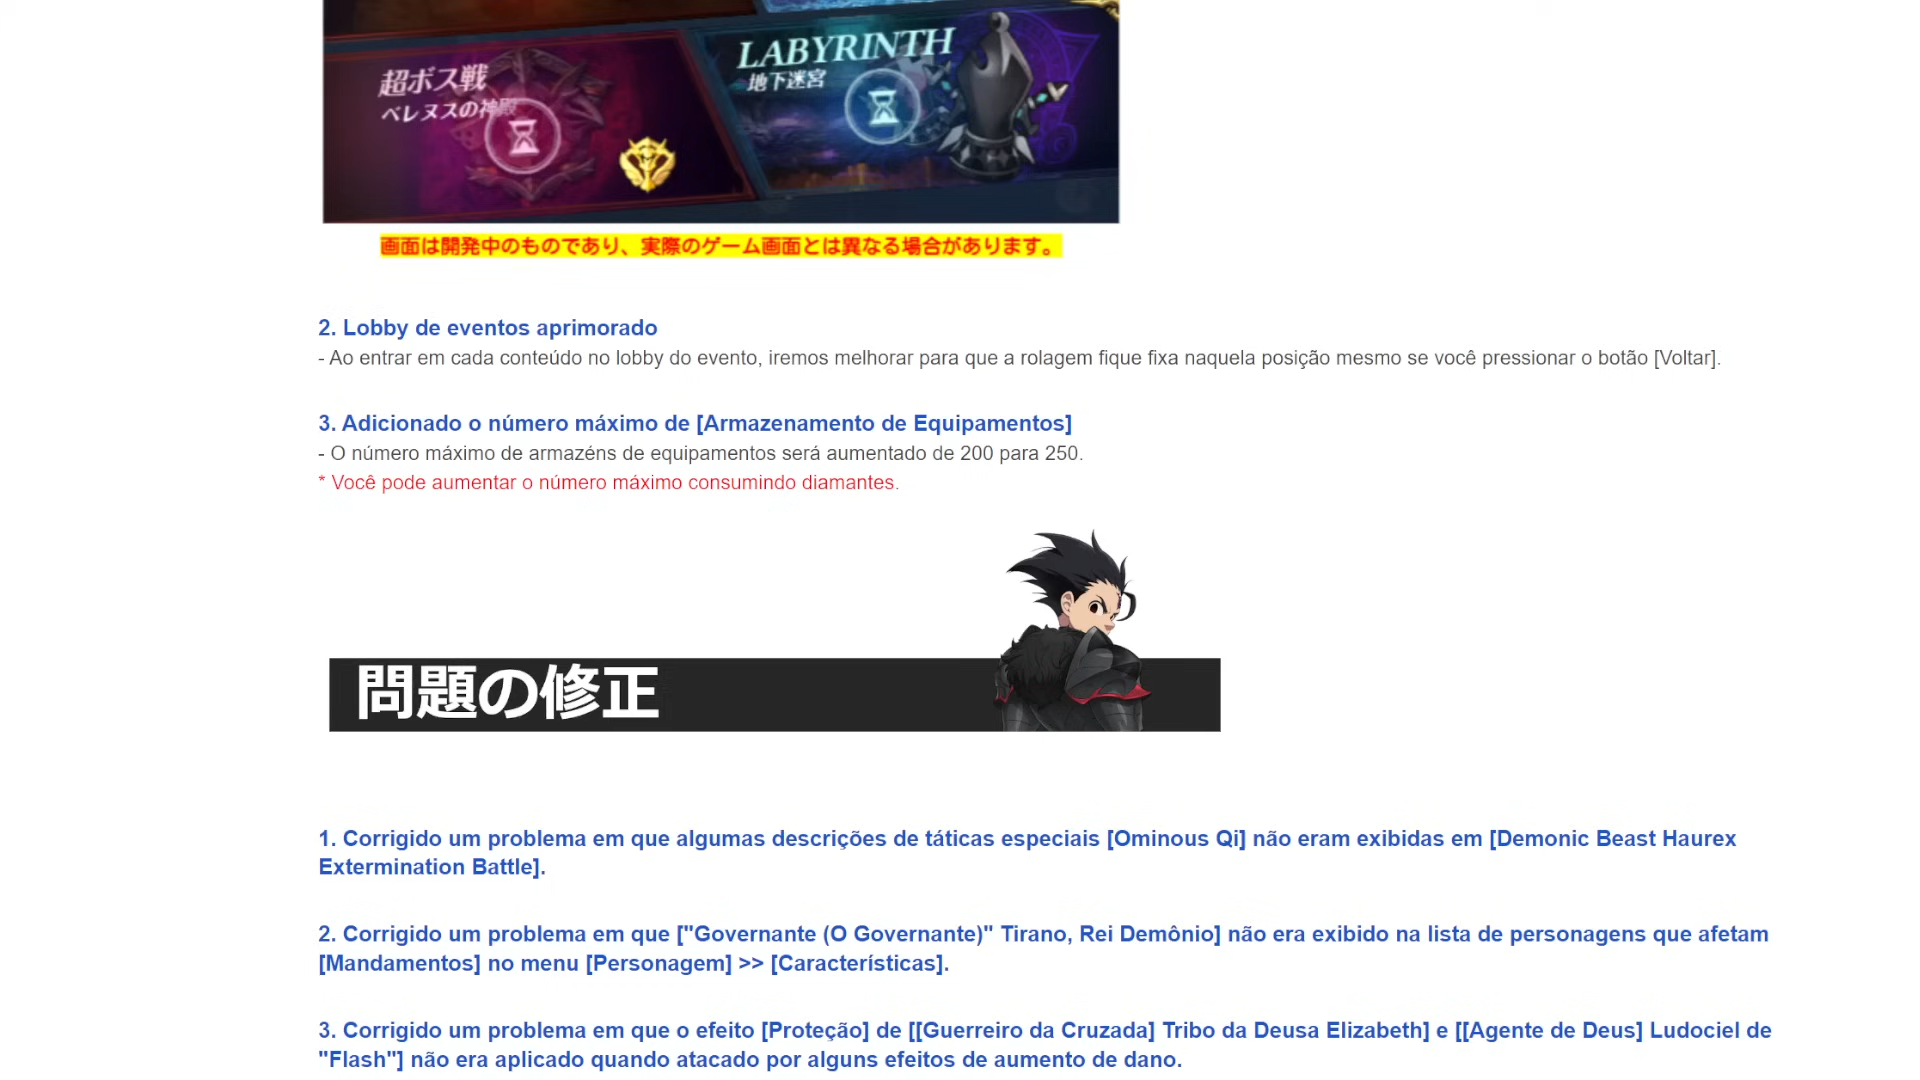 LABYRINTH
地下迷宮
超ボス戦
ベレヌスの神殿
画面は開発中のものであり、実際のゲーム画面とは異なる場合があります。
2. Lobby de eventos aprimorado
- Ao entrar em cada conteúdo no lobby do evento, iremos melhorar para que a rolagem fique fixa naquela posição mesmo se você pressionar o botão [Voltar].
3. Adicionado o número máximo de [Armazenamento de Equipamentos]
- O número máximo de armazéns de equipamentos será aumentado de 200 para 250.
* Você pode aumentar o número máximo consumindo diamantes.
問題の修正
1. Corrigido um problema em que algumas descrições de táticas especiais [Ominous Qi] não eram exibidas em [Demonic Beast Haurex
Extermination Battle].
2. Corrigido um problema em que ["Governante (O Governante)" Tirano, Rei Demônio] não era exibido na lista de personagens que afetam
[Mandamentos] no menu [Personagem] >> [Características].
3. Corrigido um problema em que o efeito [Proteção] de [[Guerreiro da Cruzada] Tribo da Deusa Elizabeth] e [[Agente de Deus] Ludociel de
"Flash"] não era aplicado quando atacado por alguns efeitos de aumento de dano.